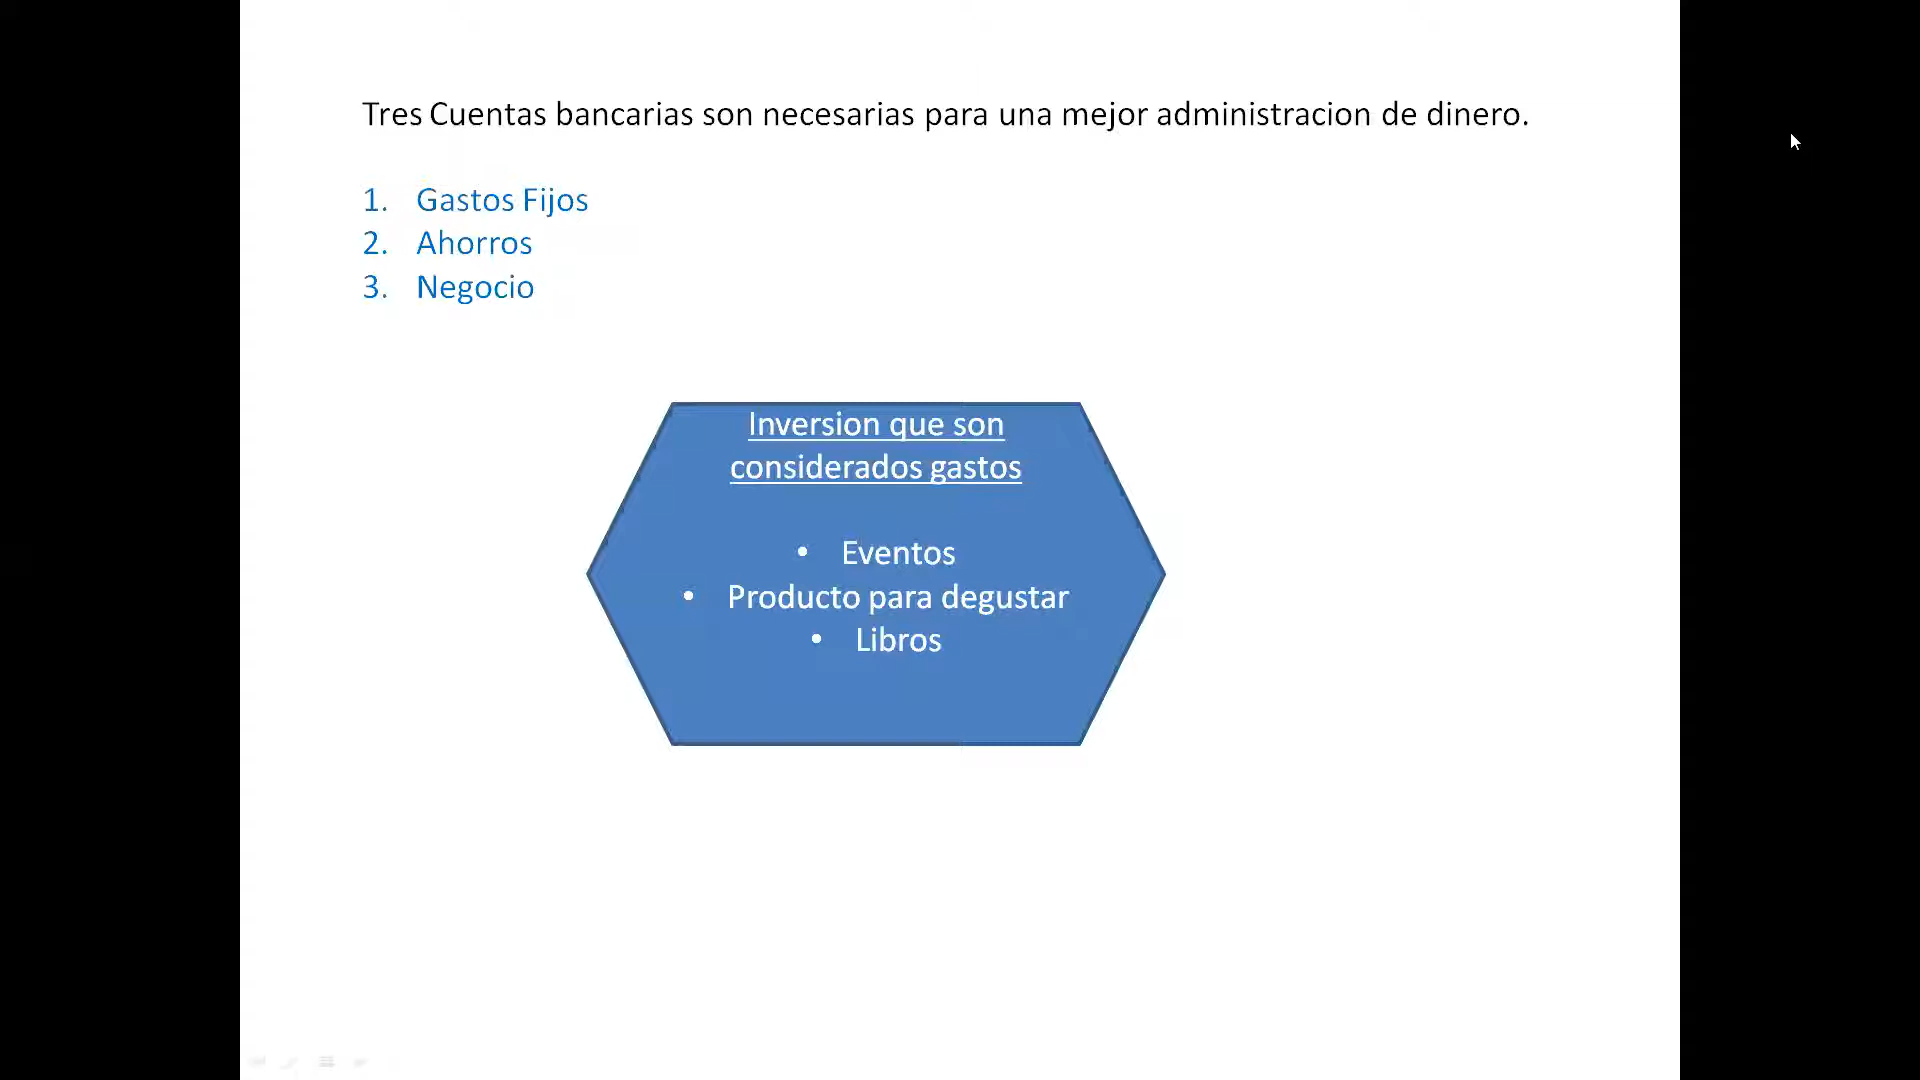 Tres Cuentas bancarias son necesarias para una mejor administracion de dinero.
1. Gastos Fijos
2. Ahorros
3. Negocio
Inversion que son
considerados gastos
• Eventos
• Producto para degustar
• Libros